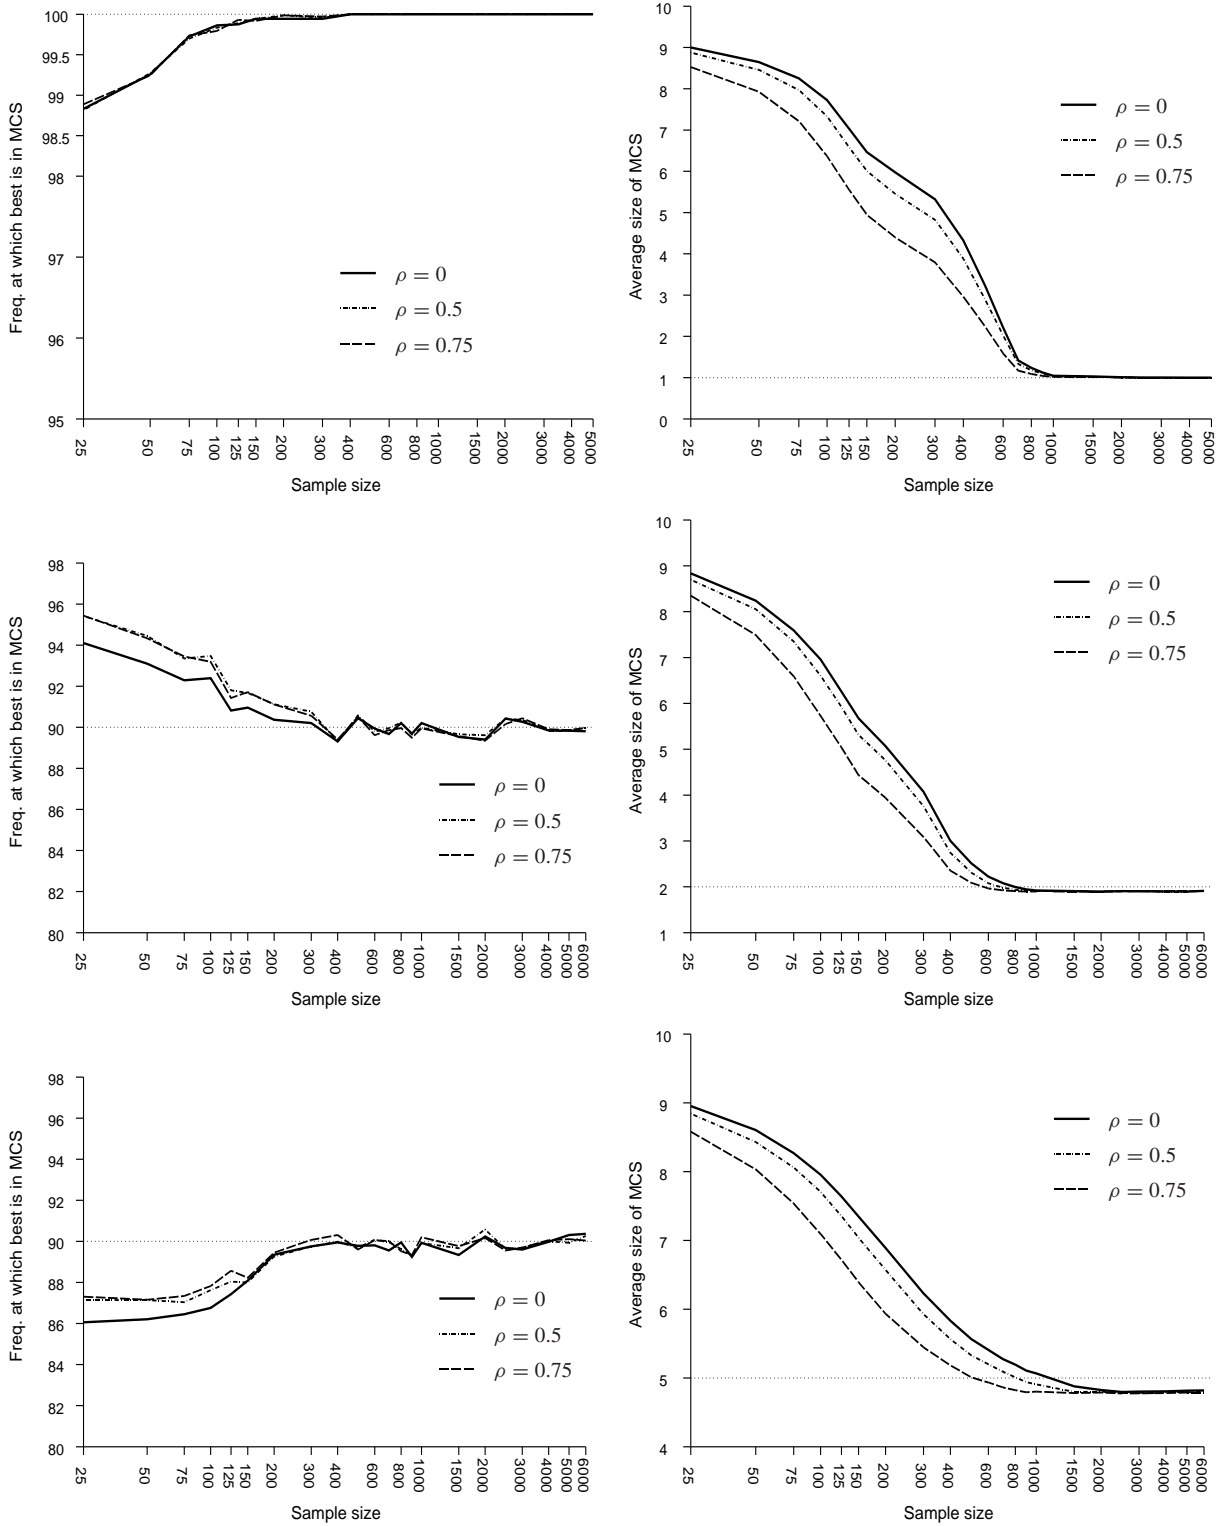 100
99.5
99
98.5
98
97
96
95
Freq. at which best is in MCS
ρ = 0
ρ = 0.5
ρ = 0.75
25 50 75 100 125 150 200 300 400 600 800 1000 1500 2000 3000 4000 5000
Sample size
10
9
8
7
6
5
4
3
2
1
0
Average size of MCS
ρ = 0
ρ = 0.5
ρ = 0.75
25 50 75 100 125 150 200 300 400 600 800 1000 2000 3000 4000 5000
Sample size
98
96
94
92
90
88
86
84
82
80
Freq. at which best is in MCS
ρ = 0
ρ = 0.5
ρ = 0.75
25 50 75 100 125 150 200 300 400 600 800 1000 1500 2000 3000 4000 5000 6000
Sample size
10
9
8
7
6
5
4
3
2
1
Average size of MCS
ρ = 0
ρ = 0.5
ρ = 0.75
25 50 75 100 125 150 200 300 400 600 800 1000 1500 2000 3000 4000 5000 6000
Sample size
98
96
94
92
90
88
86
84
82
80
Freq. at which best is in MCS
ρ = 0
ρ = 0.5
ρ = 0.75
25 50 75 100 125 150 200 300 400 600 800 1000 1500 2000 3000 4000 5000 6000
Sample size
10
9
8
7
6
5
4
Average size of MCS
ρ = 0
ρ = 0.5
ρ = 0.75
25 50 75 100 125 150 200 300 400 600 800 1000 1500 2000 3000 4000 5000 6000
Sample size